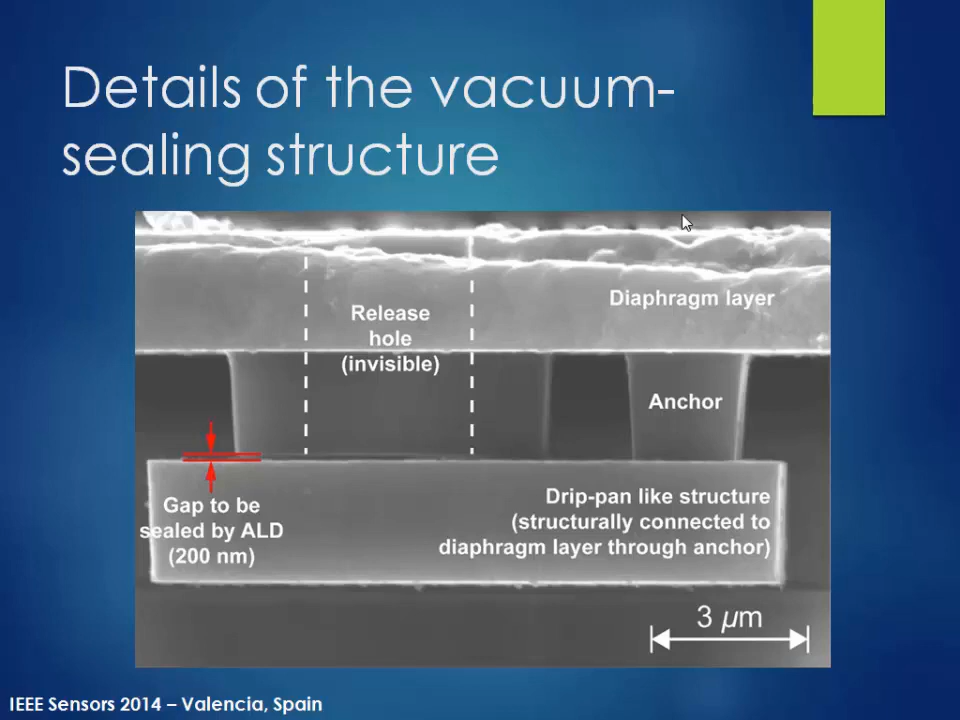 Details of the vacuum-
sealing structure
Release
hole
(invisible)
Diaphragm layer
Anchor
Gap to be
sealed by ALD
(200 nm)
Drip-pan like structure
(structurally connected to
diaphragm layer through anchor)
3 µm
IEEE Sensors 2014 – Valencia, Spain